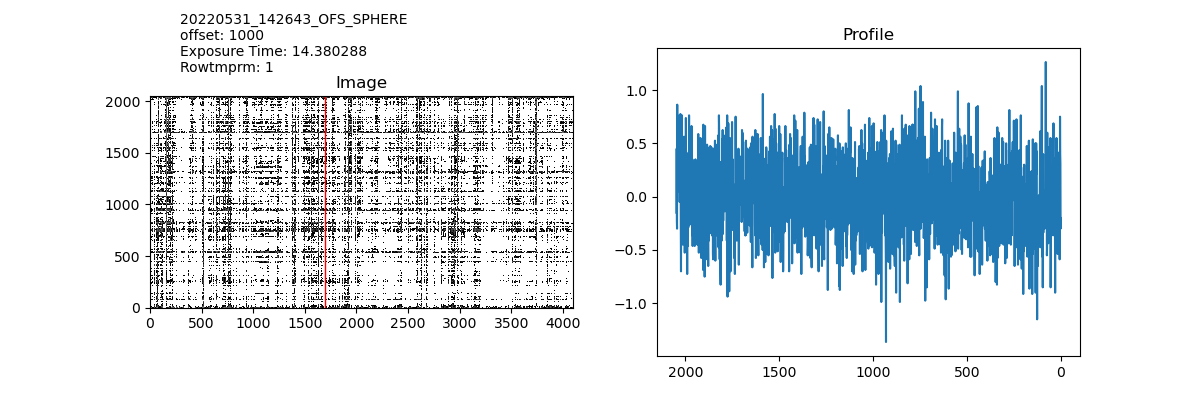 20220531_142643_OFS_SPHERE
offset: 1000
Exposure Time: 14.380288
Rowtmprm: 1
Image
2000
1500
1000
500
0
0 500 1000 1500 2000 2500 3000 3500 4000
Profile
1.0
0.5
0.0
−0.5
−1.0
2000 1500 1000 500 0